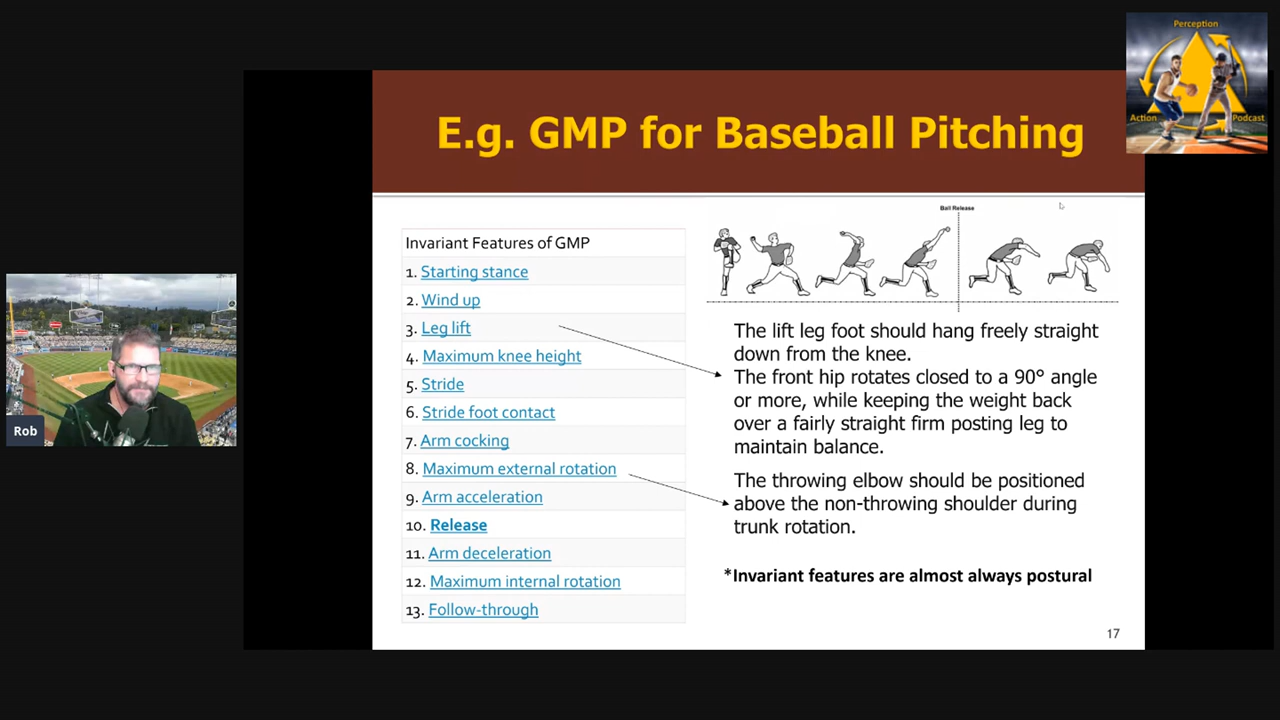 Perception
Action
Podcast
E.g. GMP for Baseball Pitching
Invariant Features of GMP
1. Starting stance
2. Wind up
3. Leg lift
4. Maximum knee height
5. Stride
6. Stride foot contact
7. Arm cocking
8. Maximum external rotation
9. Arm acceleration
10. Release
11. Arm deceleration
12. Maximum internal rotation
13. Follow-through
Ball Release
The lift leg foot should hang freely straight
down from the knee.
The front hip rotates closed to a 90° angle
or more, while keeping the weight back
over a fairly straight firm posting leg to
maintain balance.
The throwing elbow should be positioned
above the non-throwing shoulder during
trunk rotation.
*Invariant features are almost always postural
17
Rob